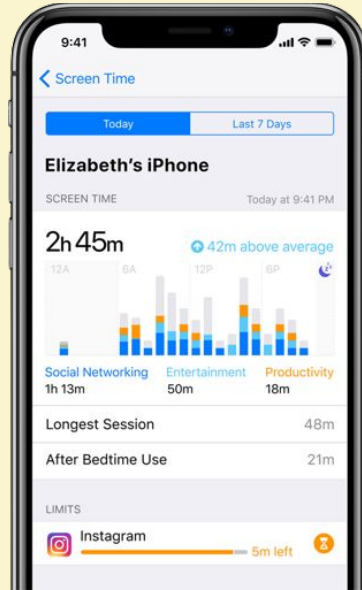 9:41
Screen Time
Today Last 7 Days
Elizabeth's iPhone
SCREEN TIME Today at 9:41 PM
2h 45m 42m above average
12A 6A 12P 6P
Social Networking Entertainment Productivity
1h 13m 50m 18m
Longest Session 48m
After Bedtime Use 21m
LIMITS
Instagram
5m left